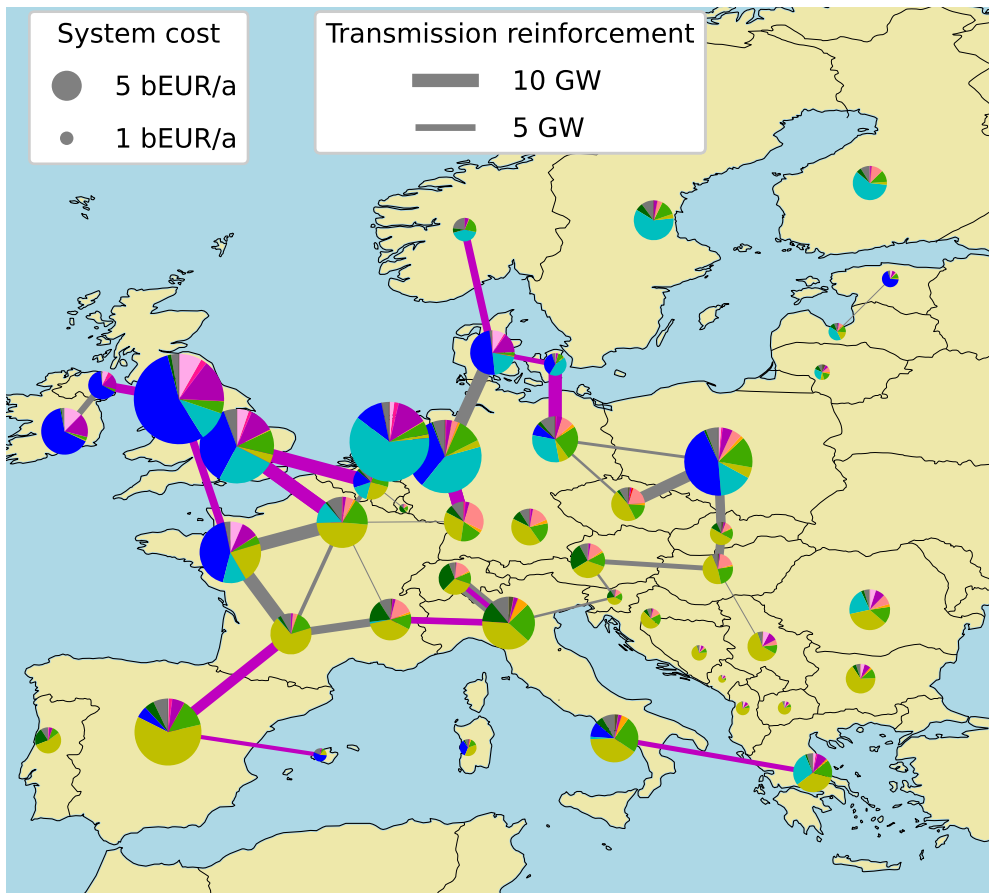 System cost
5 bEUR/a
1 bEUR/a
Transmission reinforcement
10 GW
5 GW